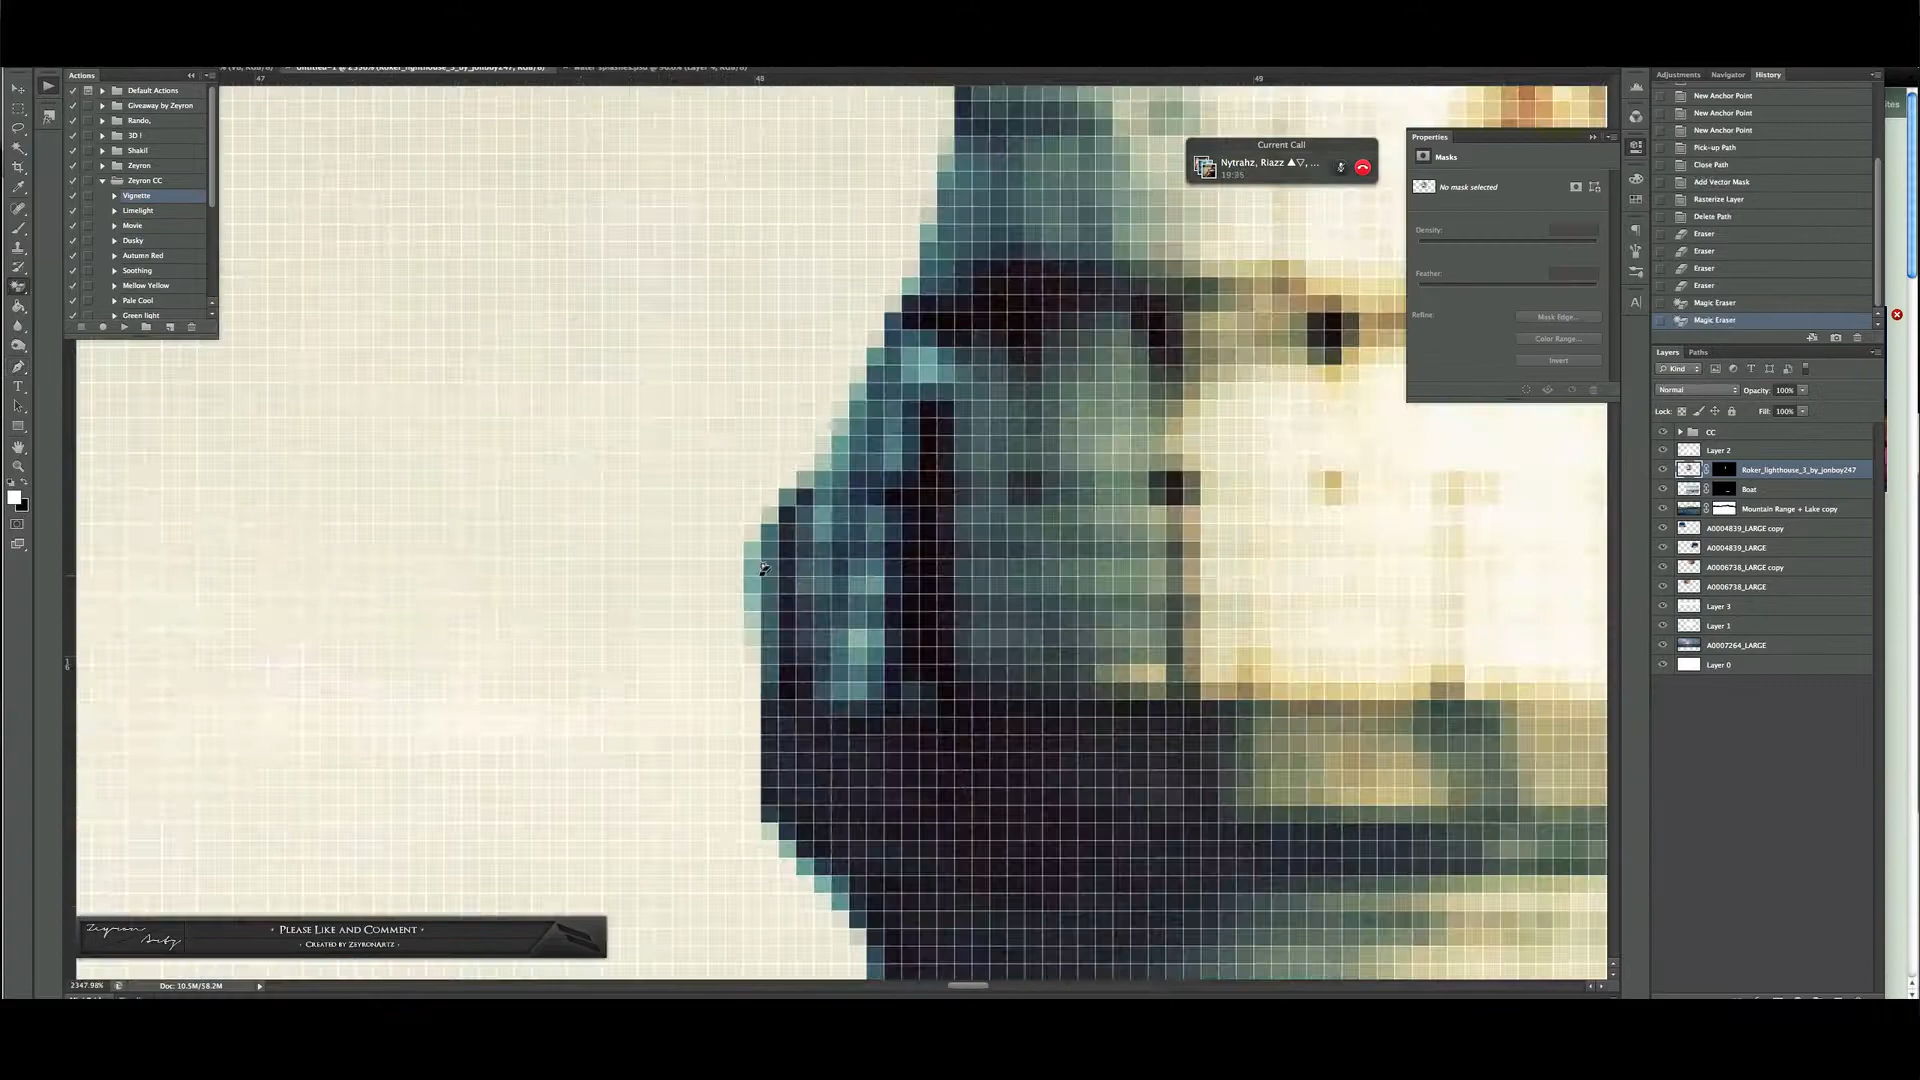 Actions
Default Actions
Giveaway by Zeyron
Rando,
3D !
Shakil
Zeyron
Zeyron CC
Vignette
Limelight
Movie
Dusky
Autumn Red
Soothing
Mellow Yellow
Pale Cool
Green light
47
48
49
Current Call
Nytrahz, Riazz ▲▽, ...
19:35
Properties
Masks
No mask selected
Density:
Feather:
Refine:
Mask Edge...
Color Range...
Invert
Adjustments Navigator History
New Anchor Point
New Anchor Point
New Anchor Point
Pick-up Path
Close Path
Add Vector Mask
Rasterize Layer
Delete Path
Eraser
Eraser
Eraser
Eraser
Magic Eraser
Magic Eraser
Layers Paths
Kind
Normal Opacity: 100%
Lock: Fill: 100%
CC
Layer 2
Roker_lighthouse_3_by_jonboy247
Boat
Mountain Range + Lake copy
A0004839_LARGE copy
A0004839_LARGE
A0006738_LARGE copy
A0006738_LARGE
Layer 3
Layer 1
A0007264_LARGE
Layer 0
Zeyron
Artz
· Please Like and Comment ·
· Created by ZeyronArtz ·
2347.98% Doc: 10.5M/58.2M